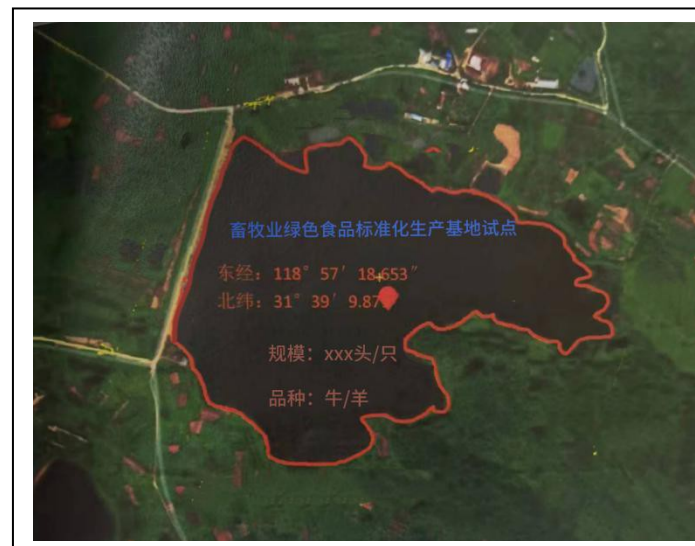 畜牧业绿色食品标准化生产基地试点
东经：118° 57′ 18.653″
北纬：31° 39′ 9.87
规模：xxx头/只
品种：牛/羊